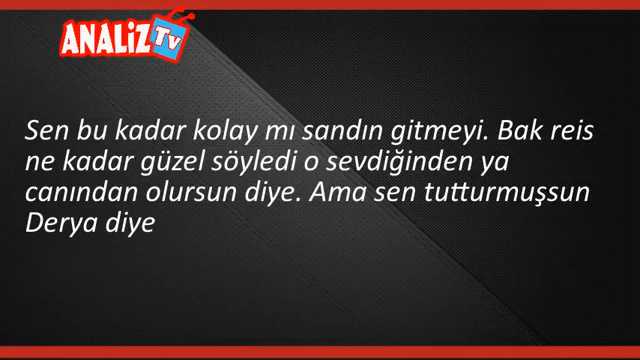 ANALiZ Tv
Sen bu kadar kolay mı sandın gitmeyi. Bak reis
ne kadar güzel söyledi o sevdiğinden ya
canından olursun diye. Ama sen tutturmuşsun
Derya diye